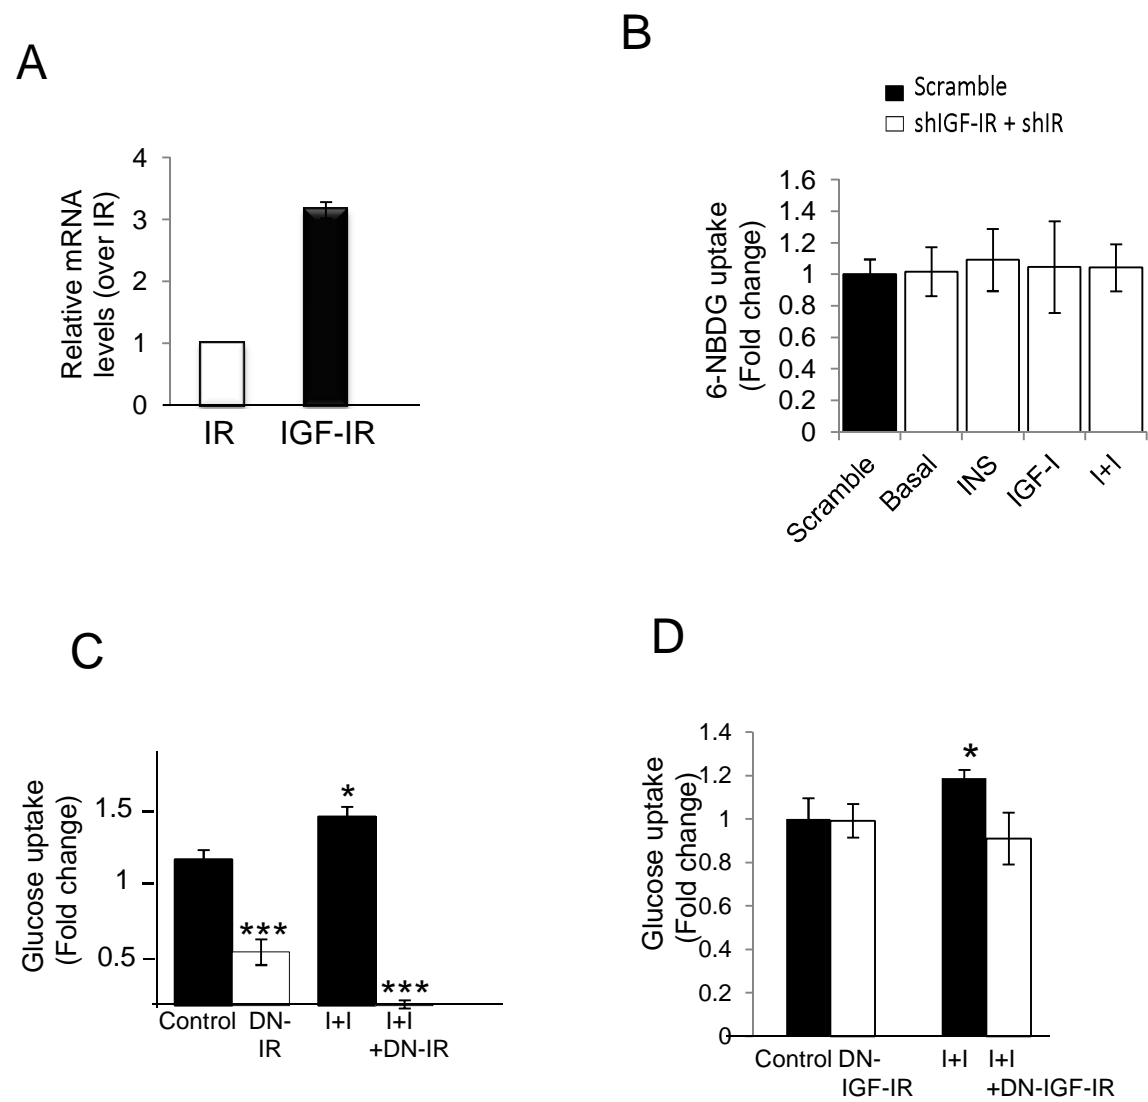 A
Relative mRNA
levels (over IR)
4
3
2
1
0
IR
IGF-IR
B
Scramble
shIGF-IR + shIR
6-NBDG uptake
(Fold change)
1.6
1.4
1.2
1
0.8
0.6
0.4
0.2
0
Scramble
Basal
INS
IGF-I
I+I
C
Glucose uptake
(Fold change)
1.5
1
0.5
***
*
***
Control
DN-
IR
I+I
I+I
+DN-IR
D
Glucose uptake
(Fold change)
1.4
1.2
1
0.8
0.6
0.4
0.2
0
*
Control
DN-
IGF-IR
I+I
I+I
+DN-IGF-IR